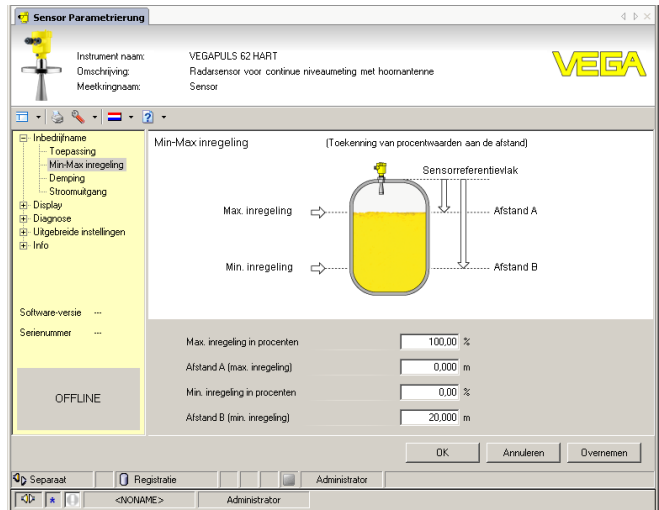 Sensor Parametrierung
Instrument naam: VEGAPULS 62 HART
Omschrijving: Radarsensor voor continue niveaumeting met hoornantenne
Meetkringnaam: Sensor
VEGA
Inbedrijfname
Toepassing
Min-Max inregeling
Demping
Stroomuitgang
Display
Diagnose
Uitgebreide instellingen
Info
Software-versie ---
Serienummer ---
OFFLINE
Min-Max inregeling (Toekenning van procentwaarden aan de afstand)
Sensorreferentievlak
Max. inregeling
Afstand A
Min. inregeling
Afstand B
Max. inregeling in procenten 100,00 %
Afstand A (max. inregeling) 0,000 m
Min. inregeling in procenten 0,00 %
Afstand B (min. inregeling) 20,000 m
OK Annuleren Overnemen
Separaat Registratie Administrator
<NONAME> Administrator